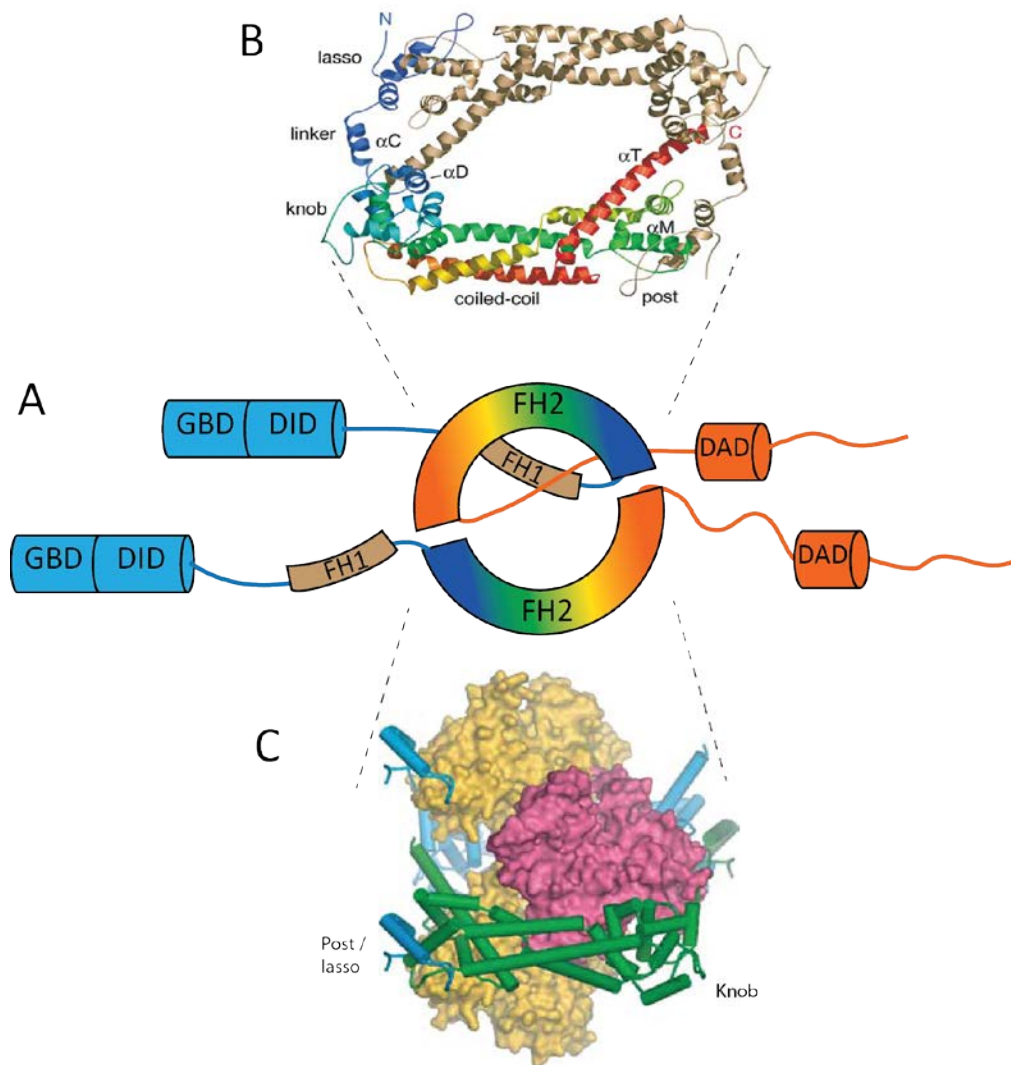 B
N
lasso
linker
αC
αD
knob
αT
C
αM
coiled-coil
post
A
GBD
DID
FH2
FH1
DAD
GBD
DID
FH1
FH2
DAD
C
Post /
lasso
Knob